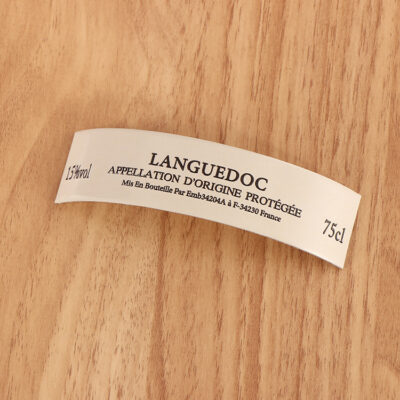 LANGUEDOC
APPELLATION D'ORIGINE PROTÉGÉE
Mis En Bouteille Par Emb34204A à F-34230 France
15%vol
75cl